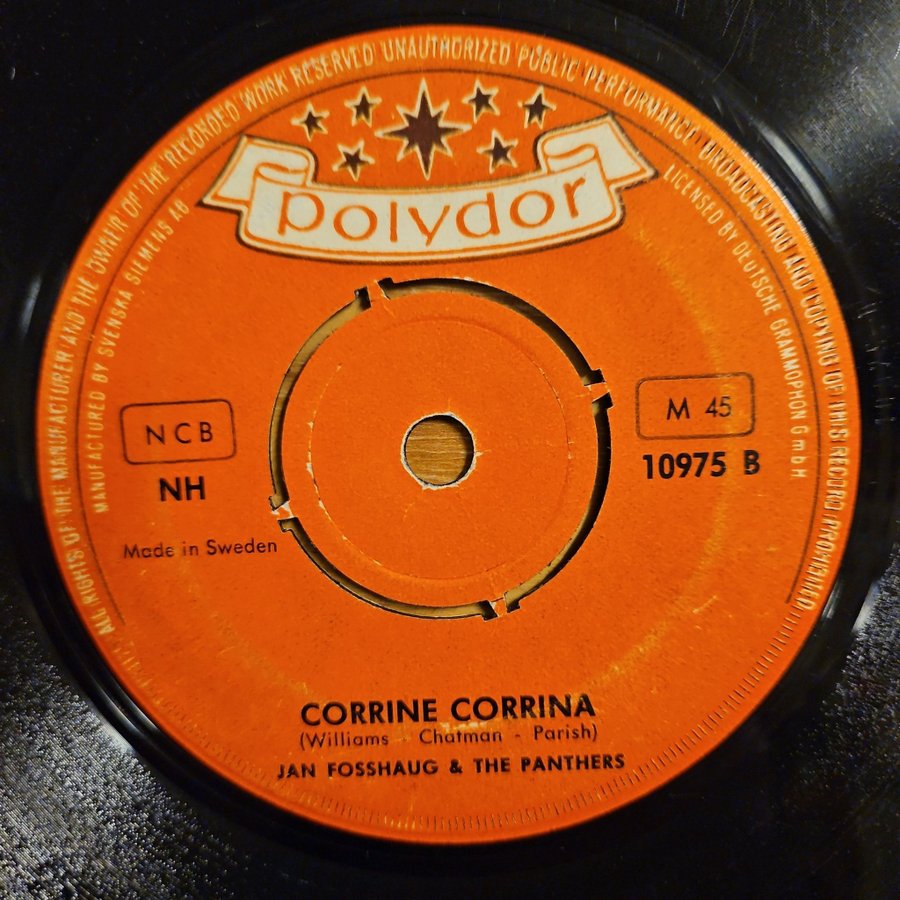 ALL RIGHTS OF THE MANUFACTURER AND THE OWNER OF THE RECORDED WORK RESERVED UNAUTHORIZED PUBLIC PERFORMANCE BROADCASTING AND COPYING OF THIS RECORD PROHIBITED
MANUFACTURED BY SVENSKA SIEMENS AB
LICENSED BY DEUTSCHE GRAMMOPHON GmbH
polydor
NCB
NH
Made in Sweden
M 45
10975 B
CORRINE CORRINA
(Williams - Chatman - Parish)
JAN FOSSHAUG & THE PANTHERS